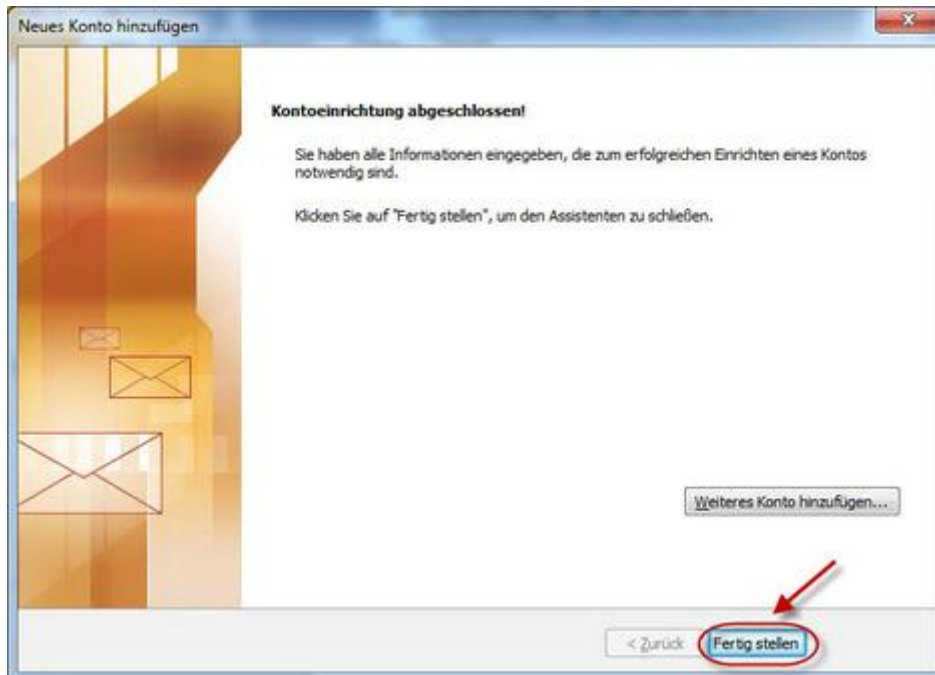 Neues Konto hinzufügen
Kontoeinrichtung abgeschlossen!
Sie haben alle Informationen eingegeben, die zum erfolgreichen Einrichten eines Kontos
notwendig sind.
Klicken Sie auf "Fertig stellen", um den Assistenten zu schließen.
Weiteres Konto hinzufügen...
< Zurück
Fertig stellen